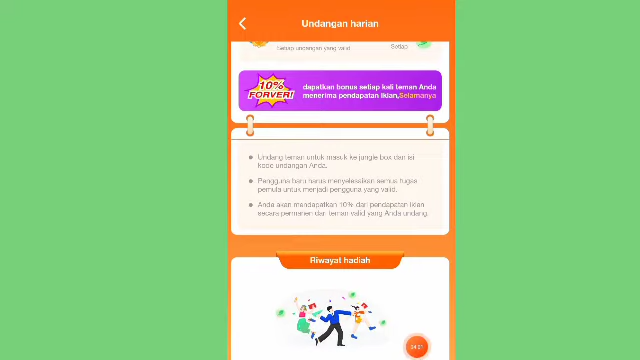 Undangan harian
Setiap undangan yang valid
Setiap
10%
FORVER!
dapatkan bonus setiap kali teman Anda
menerima pendapatan iklan,Selamanya
Undang teman untuk masuk ke jungle box dan isi
kode undangan Anda.
Pengguna baru harus menyelesaikan semua tugas
pemula untuk menjadi pengguna yang valid.
Anda akan mendapatkan 10% dari pendapatan iklan
secara permanen dari teman valid yang Anda undang.
Riwayat hadiah